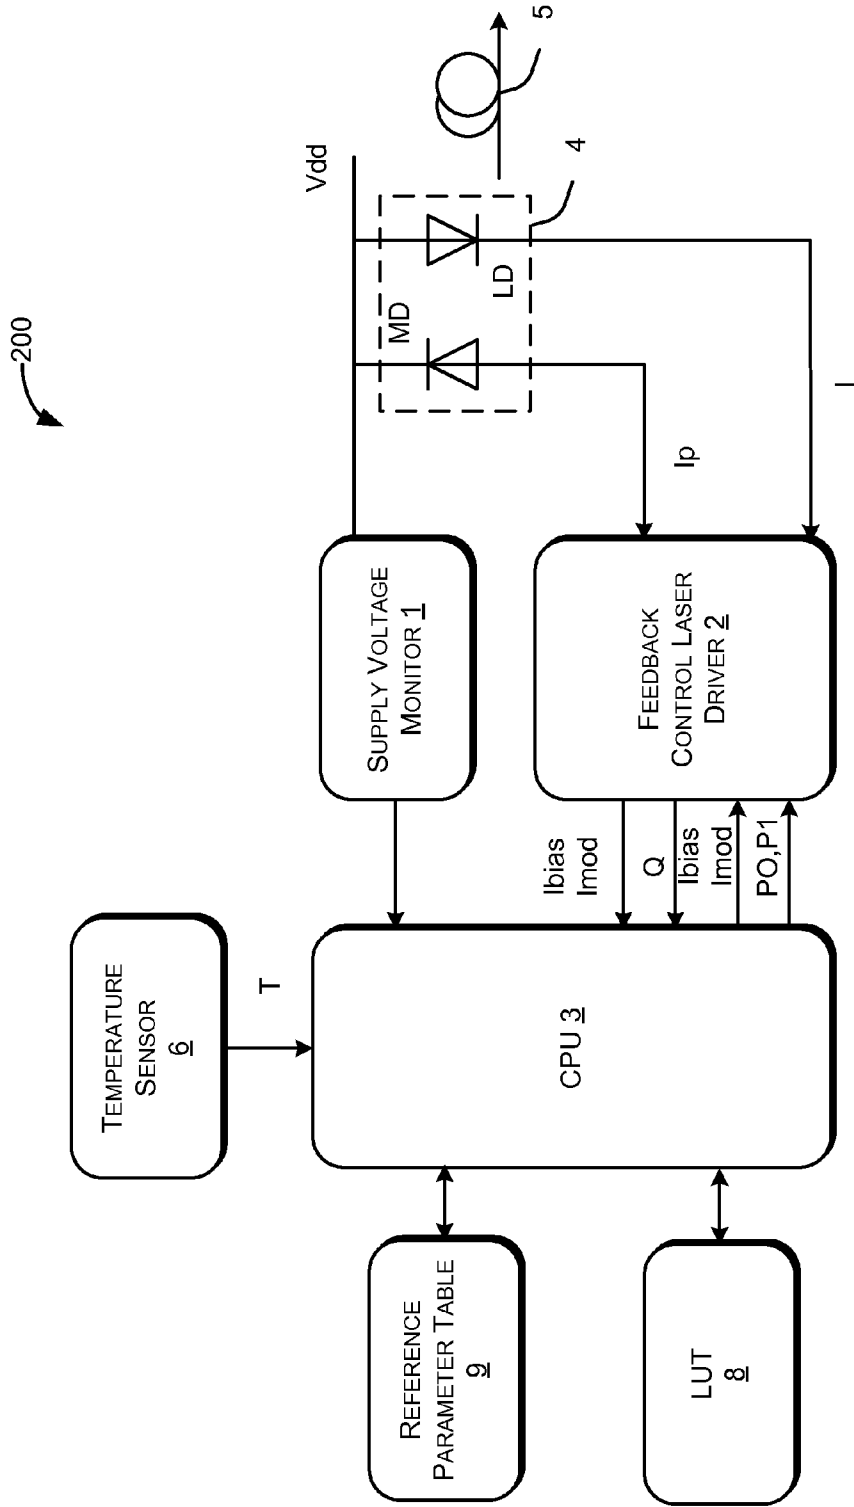 200
TEMPERATURE
SENSOR
6
T
REFERENCE
PARAMETER TABLE
9
LUT
8
CPU 3
SUPPLY VOLTAGE
MONITOR 1
Ibias
Imod
Q
Ibias
Imod
PO,P1
FEEDBACK
CONTROL LASER
DRIVER 2
Vdd
MD
LD
4
5
Ip
I